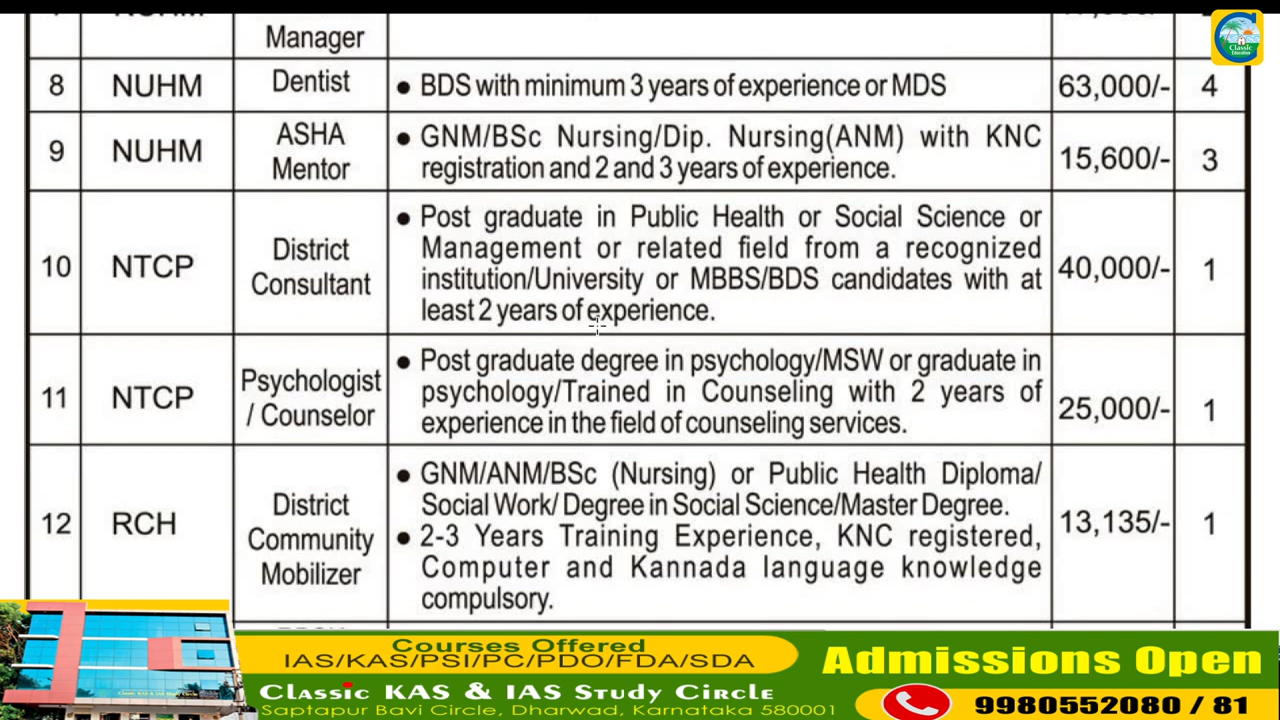 Manager
8 NUHM Dentist • BDS with minimum 3 years of experience or MDS 63,000/- 4
9 NUHM ASHA Mentor • GNM/BSc Nursing/Dip. Nursing(ANM) with KNC
registration and 2 and 3 years of experience. 15,600/- 3
10 NTCP District Consultant • Post graduate in Public Health or Social Science or
Management or related field from a recognized
institution/University or MBBS/BDS candidates with at
least 2 years of experience. 40,000/- 1
11 NTCP Psychologist / Counselor • Post graduate degree in psychology/MSW or graduate in
psychology/Trained in Counseling with 2 years of
experience in the field of counseling services. 25,000/- 1
12 RCH District Community Mobilizer • GNM/ANM/BSc (Nursing) or Public Health Diploma/
Social Work/ Degree in Social Science/Master Degree.
• 2-3 Years Training Experience, KNC registered,
Computer and Kannada language knowledge
compulsory. 13,135/- 1
Classic
Education
Courses Offered
IAS/KAS/PSI/PC/PDO/FDA/SDA
Classic KAS & IAS Study Circle
Saptapur Bavi Circle, Dharwad, Karnataka 580001
Admissions Open
9980552080 / 81